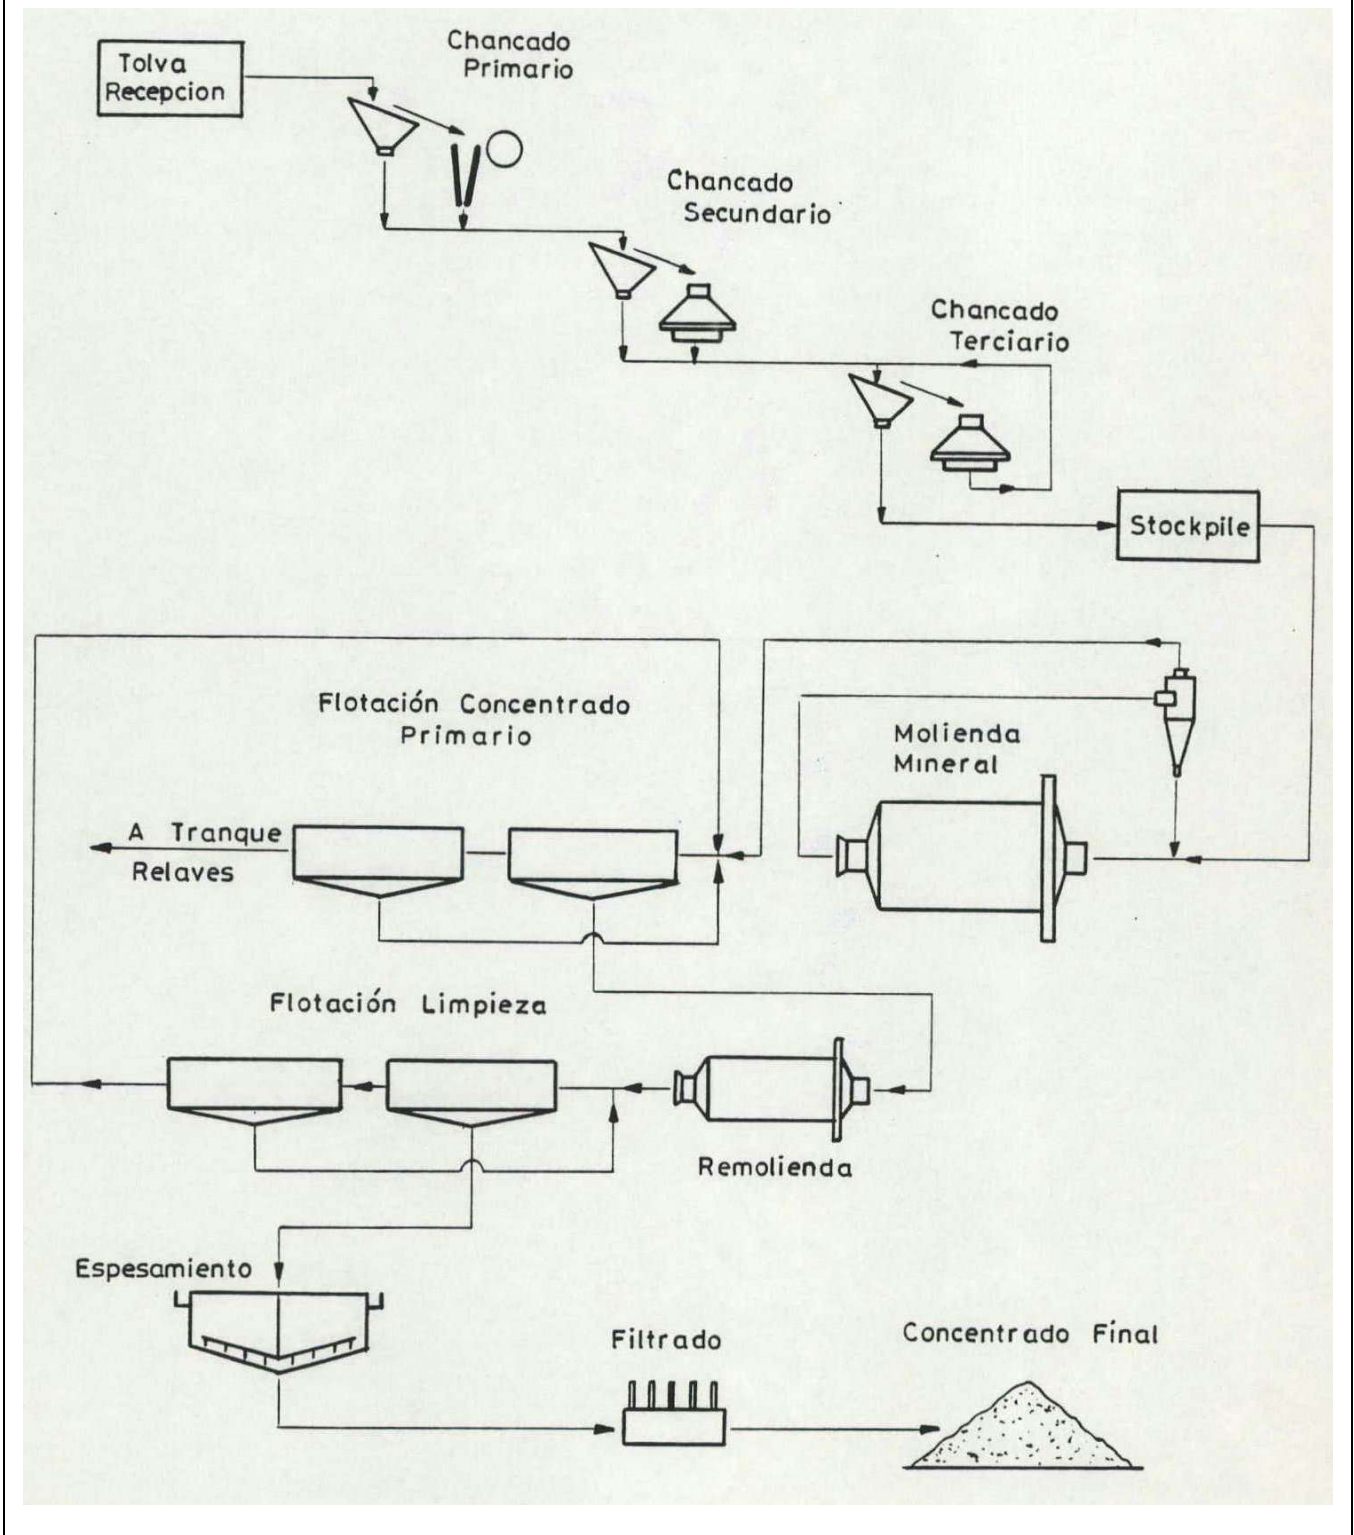 Tolva
Recepcion
Chancado
Primario
Chancado
Secundario
Chancado
Terciario
Stockpile
Flotación Concentrado
Primario
Molienda
Mineral
A Tranque
Relaves
Flotación Limpieza
Remolienda
Espesamiento
Filtrado
Concentrado Final